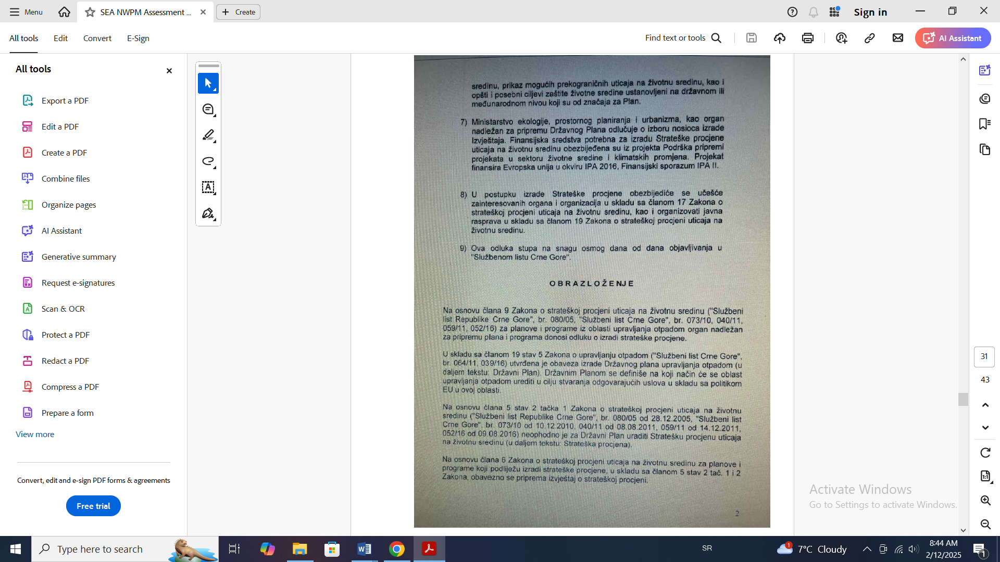 Menu
SEA NWPM Assessment ...
Create
Sign in
All tools
Edit
Convert
E-Sign
Find text or tools
AI Assistant
All tools
Export a PDF
Edit a PDF
Create a PDF
Combine files
Organize pages
AI Assistant
Generative summary
Request e-signatures
Scan & OCR
Protect a PDF
Redact a PDF
Compress a PDF
Prepare a form
View more
Convert, edit and e-sign PDF forms & agreements
Free trial
sredinu, prikaz mogućih prekograničnih uticaja na životnu sredinu, kao i
opšti i posebni ciljevi zaštite životne sredine ustanovljeni na državnom ili
međunarodnom nivou koji su od značaja za Plan.
7) Ministarstvo ekologije, prostornog planiranja i urbanizma, kao organ
nadležan za pripremu Državnog Plana odlučuje o izboru nosioca izrade
Izvještaja. Finansijska sredstva potrebna za izradu Strateške procjene
uticaja na životnu sredinu obezbijeđena su iz projekta Podrška pripremi
projekata u sektoru životne sredine i klimatskih promjena. Projekat
finansira Evropska unija u okviru IPA 2016, Finansijski sporazum IPA II.
8) U postupku izrade Strateške procjene obezbijediće se učešće
zainteresovanih organa i organizacija u skladu sa članom 17 Zakona o
strateškoj procjeni uticaja na životnu sredinu, kao i organizovati javna
rasprava u skladu sa članom 19 Zakona o strateškoj procjeni uticaja na
životnu sredinu.
9) Ova odluka stupa na snagu osmog dana od dana objavljivanja u
"Službenom listu Crne Gore".
O B R A Z L O Ž E NJ E
Na osnovu člana 9 Zakona o strateškoj procjeni uticaja na životnu sredinu ("Službeni
list Republike Crne Gore", br. 080/05, "Službeni list Crne Gore", br. 073/10, 040/11,
059/11, 052/16) za planove i programe iz oblasti upravljanja otpadom organ nadležan
za pripremu plana i programa donosi odluku o izradi strateške procjene.
U skladu sa članom 19 stav 5 Zakona o upravljanju otpadom ("Službeni list Crne Gore",
br. 064/11, 039/16) utvrđena je obaveza izrade Državnog plana upravljanja otpadom (u
daljem tekstu: Državni Plan). Državnim Planom se definiše na koji način će se oblast
upravljanja otpadom urediti u cilju stvaranja odgovarajućih uslova u skladu sa politikom
EU u ovoj oblasti.
Na osnovu člana 5 stav 2 tačka 1 Zakona o strateškoj procjeni uticaja na životnu
sredinu ("Službeni list Republike Crne Gore", br. 080/05 od 28.12.2005, "Službeni list
Crne Gore", br. 073/10 od 10.12.2010, 040/11 od 08.08.2011, 059/11 od 14.12.2011,
052/16 od 09.08.2016) neophodno je za Državni Plan uraditi Stratešku procjenu uticaja
na životnu sredinu (u daljem tekstu: Strateška procjena).
Na osnovu člana 6 Zakona o strateškoj procjeni uticaja na životnu sredinu za planove i
programe koji podliježu izradi strateške procjene, u skladu sa članom 5 stav 2 tač. 1 i 2
Zakona, obavezno se priprema izvještaj o strateškoj procjeni.
2
31
43
Activate Windows
Go to Settings to activate Windows.
Type here to search
SR
1
7°C Cloudy
8:44 AM
2/12/2025
1